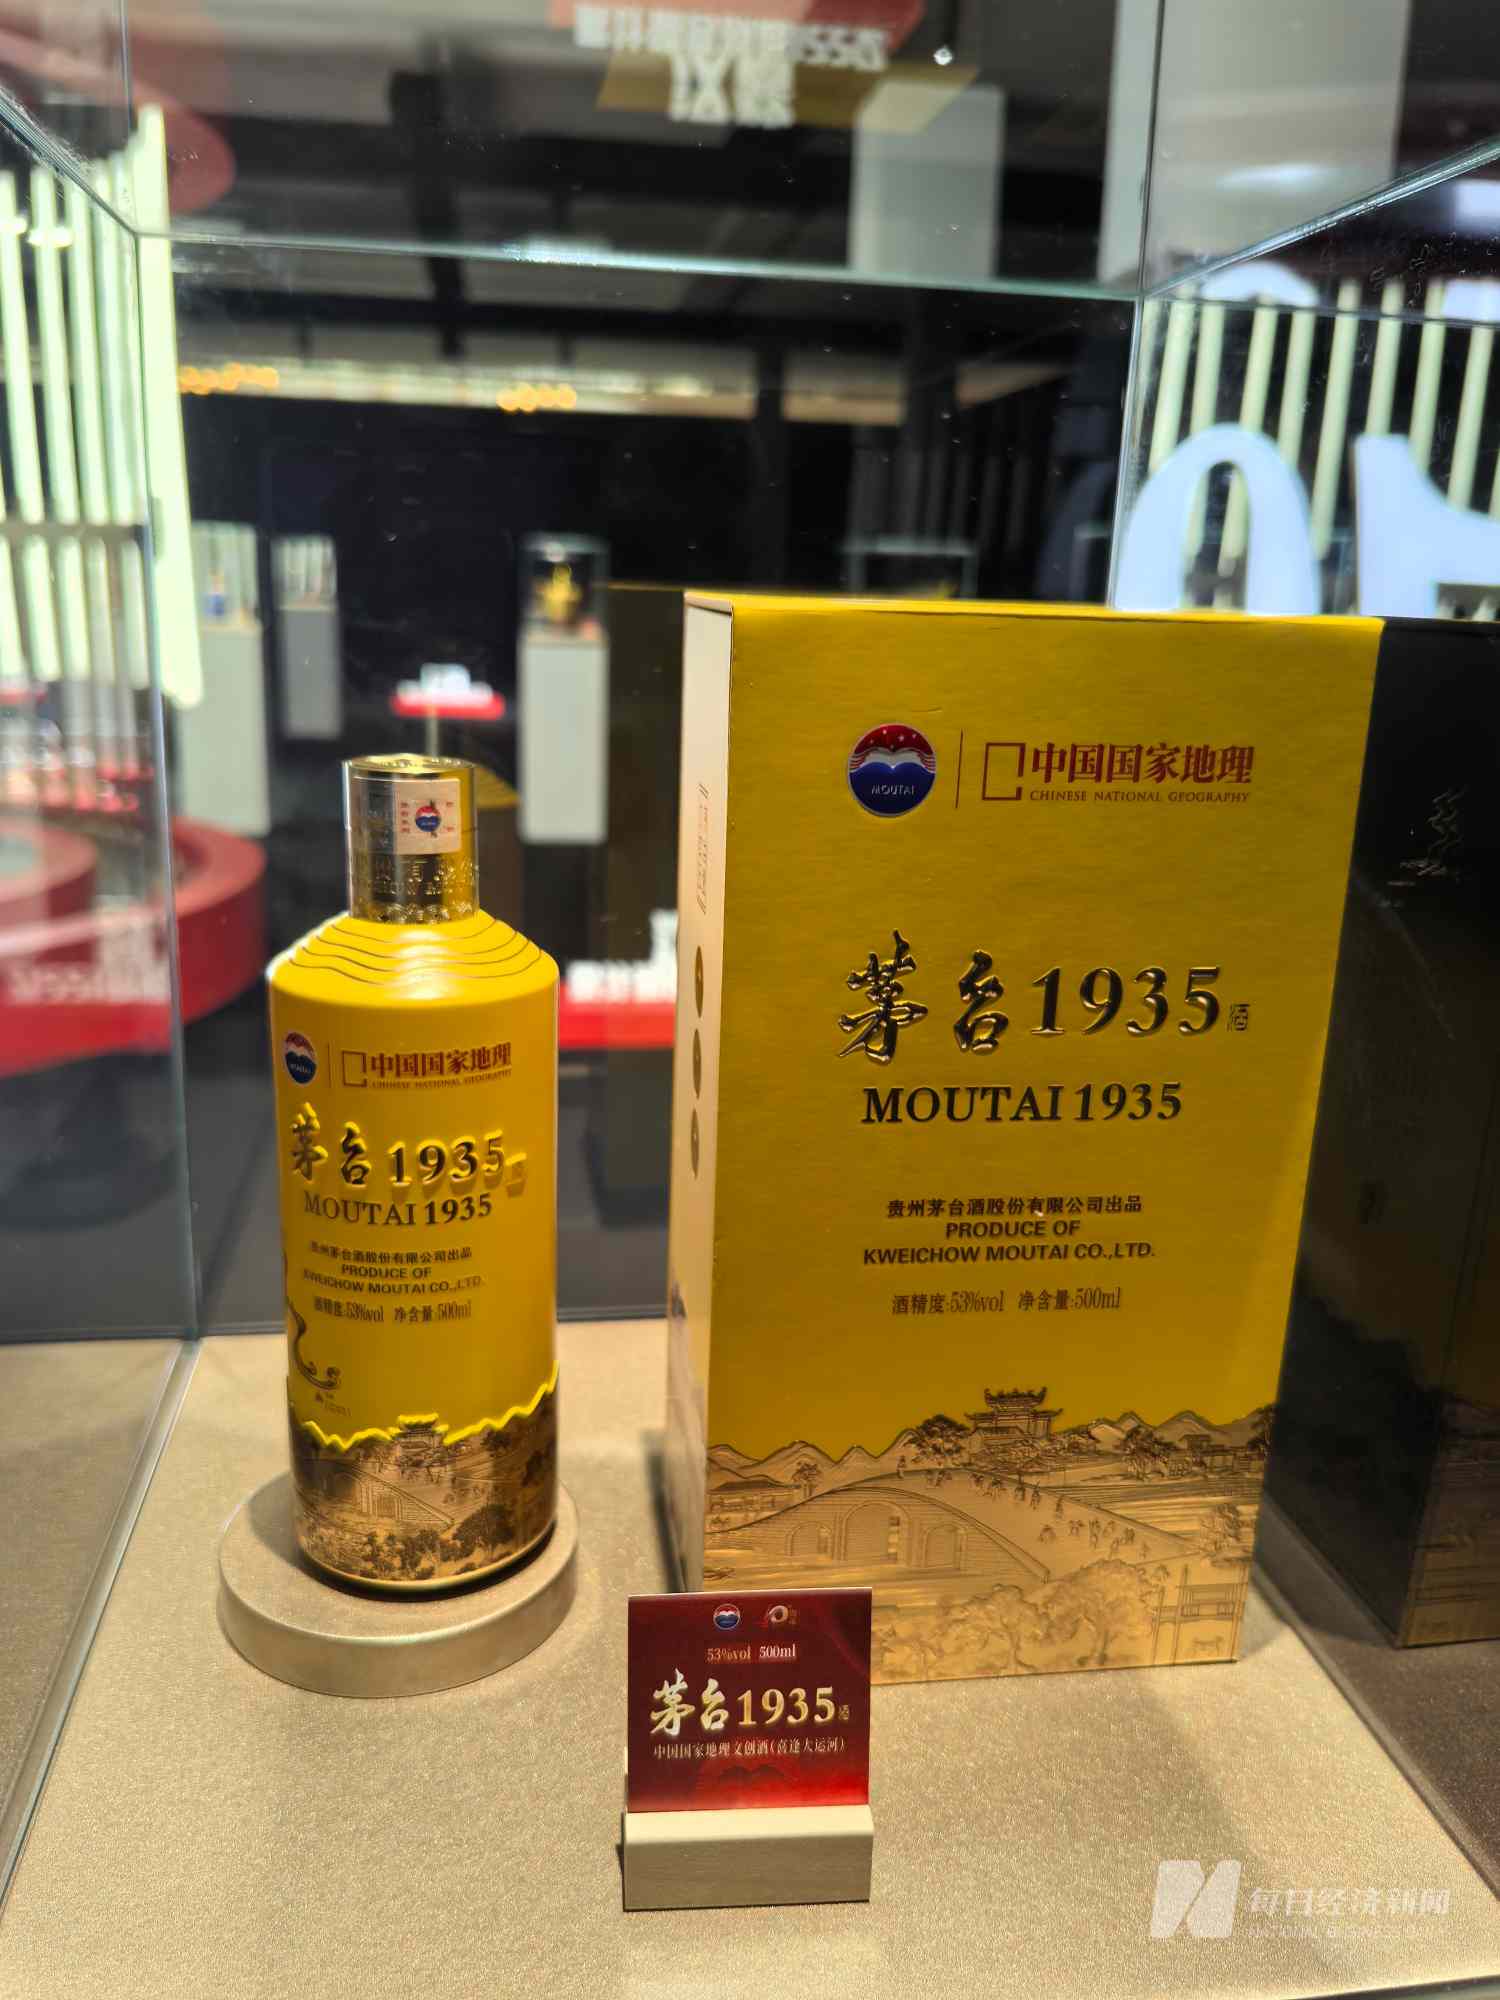 MOUTAI
中国国家地理
CHINESE NATIONAL GEOGRAPHY
茅台1935酒
MOUTAI 1935
贵州茅台酒股份有限公司出品
PRODUCE OF
KWEICHOW MOUTAI CO.,LTD.
酒精度:53%vol 净含量:500ml
中国国家地理
CHINESE NATIONAL GEOGRAPHY
茅台1935
MOUTAI 1935
贵州茅台酒股份有限公司出品
PRODUCE OF
KWEICHOW MOUTAI CO.,LTD.
酒精度:53%vol 净含量:500ml
53%vol 500ml
茅台1935酒
中国国家地理文创酒(喜逢大运河)
每日经济新闻